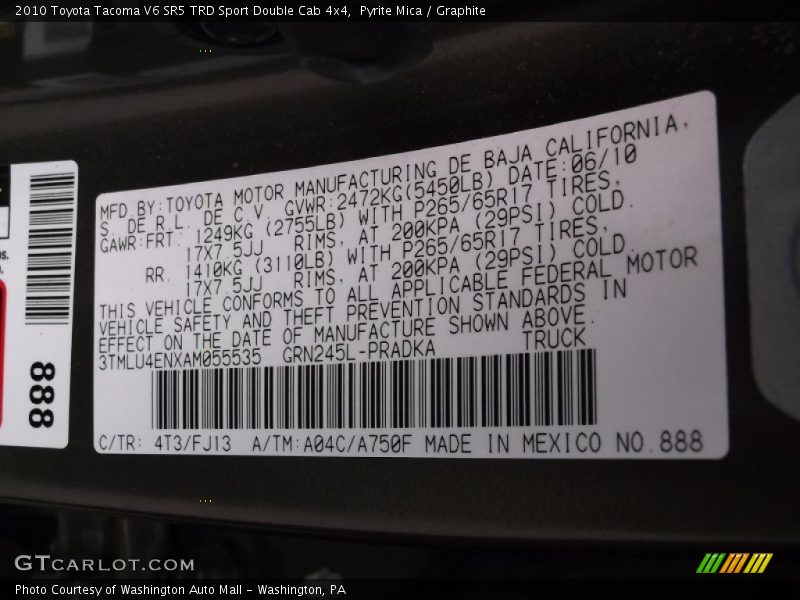 2010 Toyota Tacoma V6 SR5 TRD Sport Double Cab 4x4, Pyrite Mica / Graphite
MFD BY:TOYOTA MOTOR MANUFACTURING DE BAJA CALIFORNIA,
S. DE R.L. DE C.V. GVWR:2472KG(5450LB) DATE:06/10
GAWR:FRT. 1249KG (2755LB) WITH P265/65R17 TIRES,
17X7.5JJ RIMS, AT 200KPA (29PSI) COLD.
RR. 1410KG (3110LB) WITH P265/65R17 TIRES,
17X7.5JJ RIMS, AT 200KPA (29PSI) COLD.
THIS VEHICLE CONFORMS TO ALL APPLICABLE FEDERAL MOTOR
VEHICLE SAFETY AND THEFT PREVENTION STANDARDS IN
EFFECT ON THE DATE OF MANUFACTURE SHOWN ABOVE.
3TMLU4ENXAM055535 GRN245L-PRADKA TRUCK
C/TR: 4T3/FJ13 A/TM:A04C/A750F MADE IN MEXICO NO.888
888
GTCARLOT.COM
Photo Courtesy of Washington Auto Mall - Washington, PA